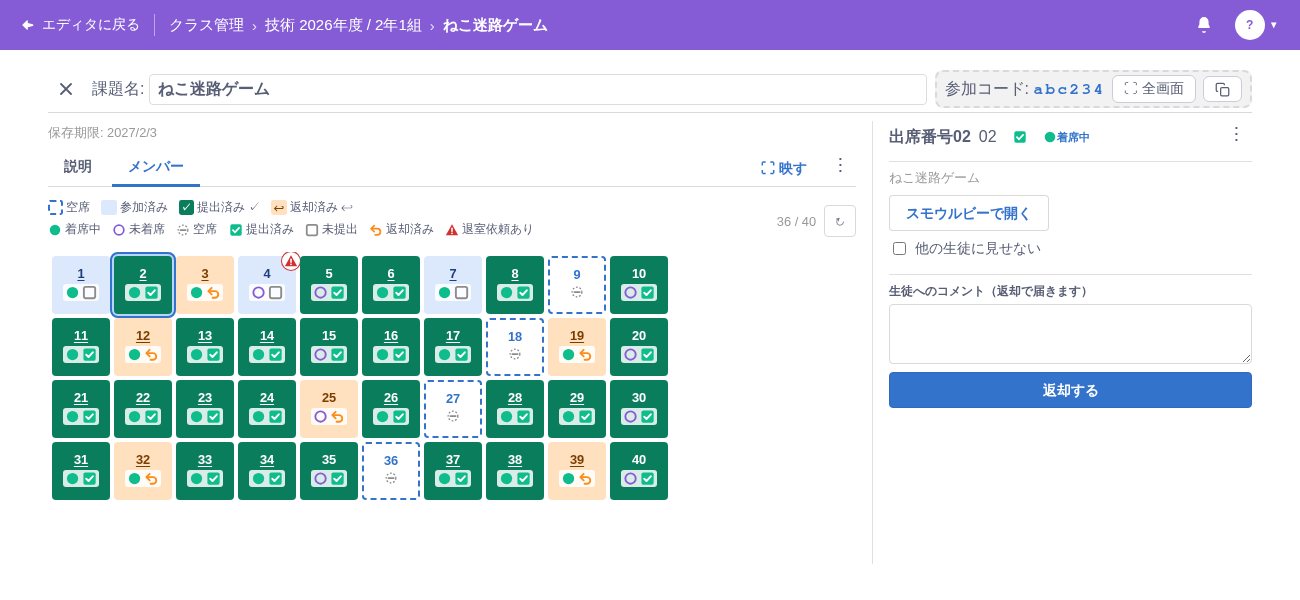 エディタに戻る クラス管理 › 技術 2026年度 / 2年1組 › ねこ迷路ゲーム ?
課題名: ねこ迷路ゲーム 参加コード: abc234 全画面
保存期限: 2027/2/3
説明 メンバー 映す
空席 参加済み 提出済み ✓ 返却済み ↩
着席中 未着席 空席 提出済み 未提出 返却済み 退室依頼あり
36 / 40
1 2 3 4 5 6 7 8 9 10
11 12 13 14 15 16 17 18 19 20
21 22 23 24 25 26 27 28 29 30
31 32 33 34 35 36 37 38 39 40
出席番号02 02 着席中
ねこ迷路ゲーム
スモウルビーで開く
他の生徒に見せない
生徒へのコメント（返却で届きます）
返却する